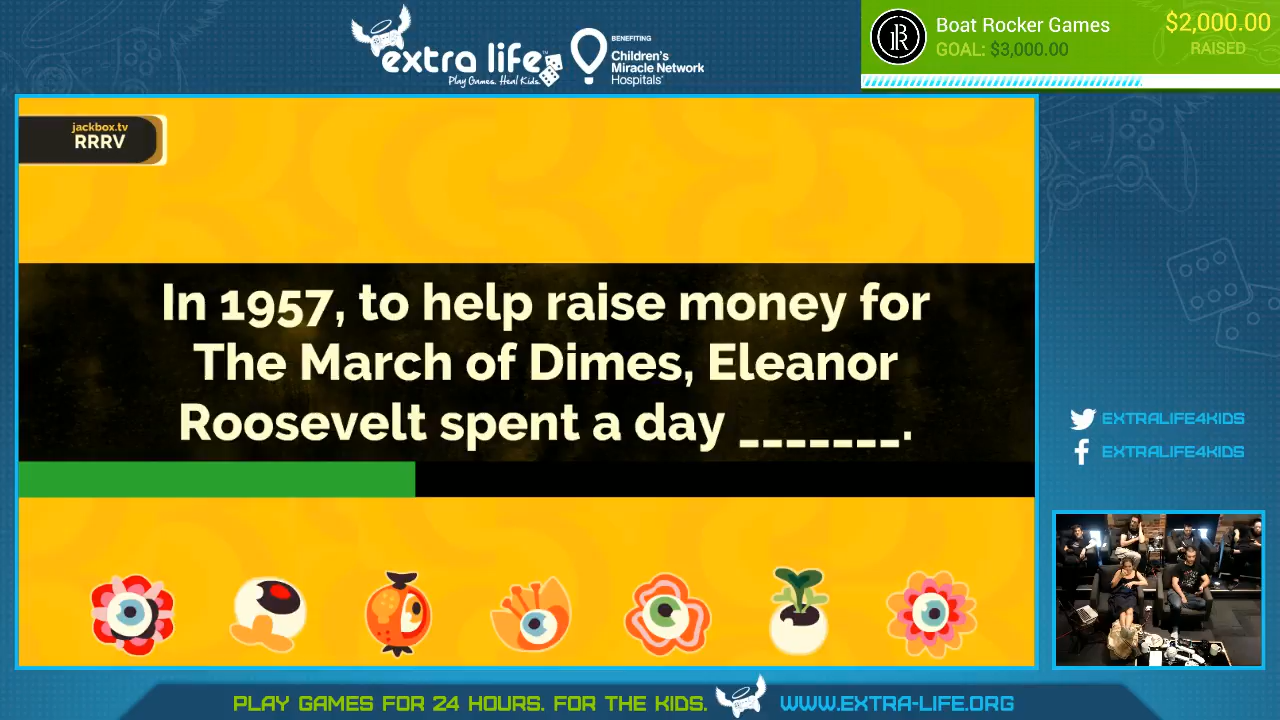 extra life™
Play Games. Heal Kids.
BENEFITING
Children's
Miracle Network
Hospitals®
Boat Rocker Games
GOAL: $3,000.00
$2,000.00
RAISED
jackbox.tv
RRRV
In 1957, to help raise money for
The March of Dimes, Eleanor
Roosevelt spent a day _______.
EXTRALIFE4KIDS
EXTRALIFE4KIDS
PLAY GAMES FOR 24 HOURS. FOR THE KIDS.
WWW.EXTRA-LIFE.ORG